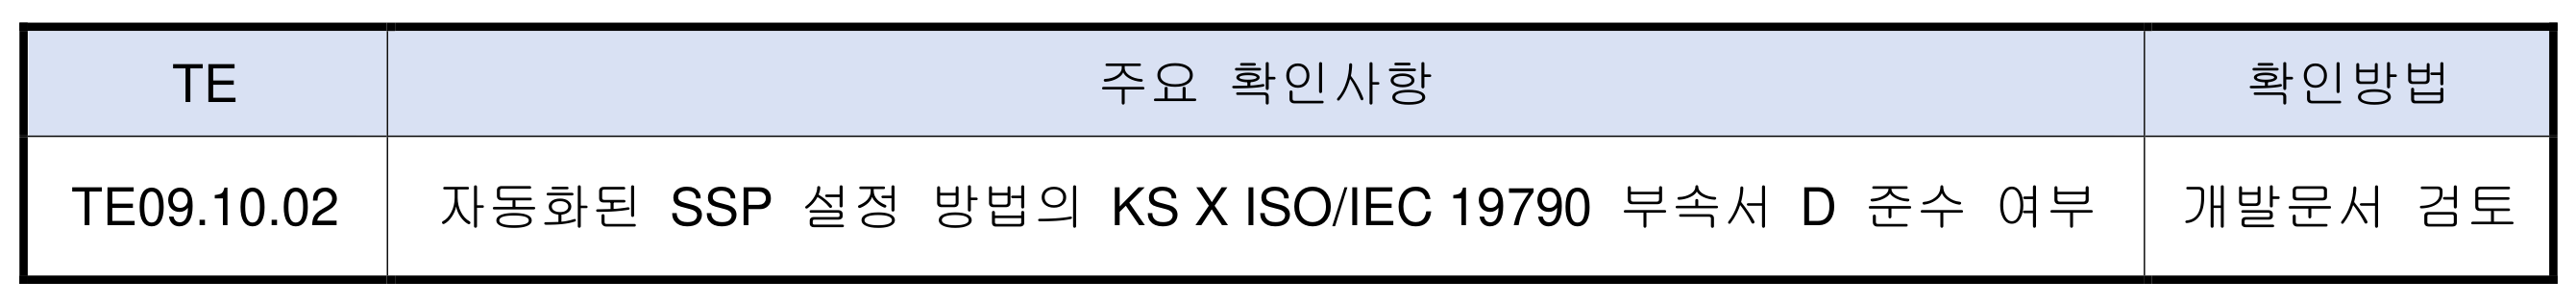 TE 주요 확인사항 확인방법
TE09.10.02 자동화된 SSP 설정 방법의 KS X ISO/IEC 19790 부속서 D 준수 여부 개발문서 검토